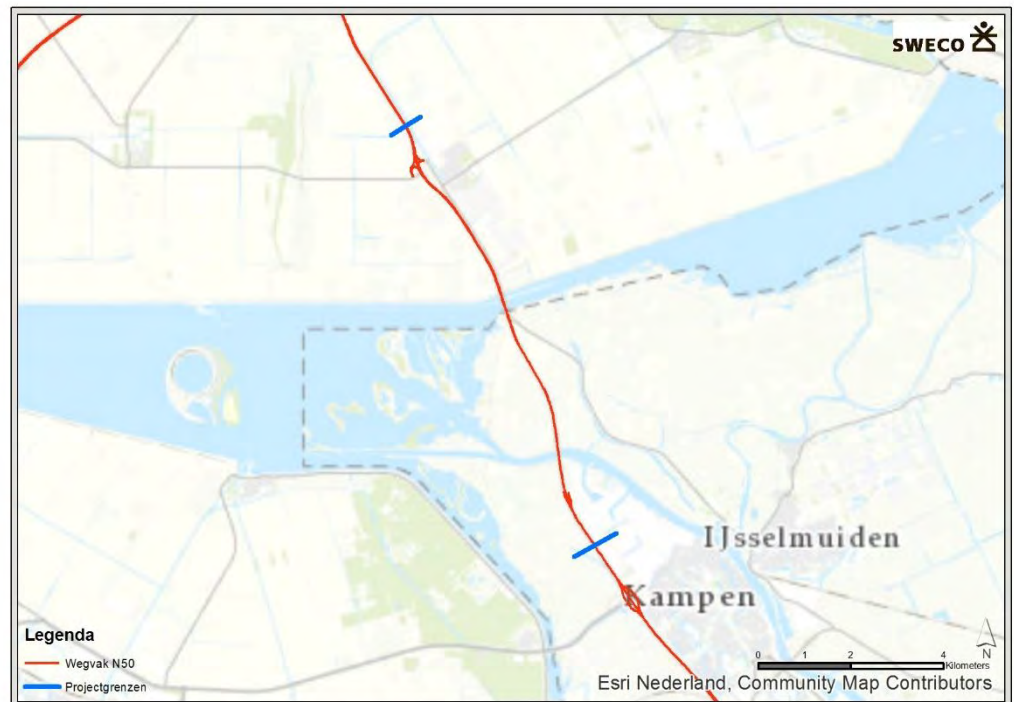 SWECO
IJsselmuiden
Kampen
Legenda
Wegvak N50
Projectgrenzen
N
0 1 2 4
Kilometers
Esri Nederland, Community Map Contributors